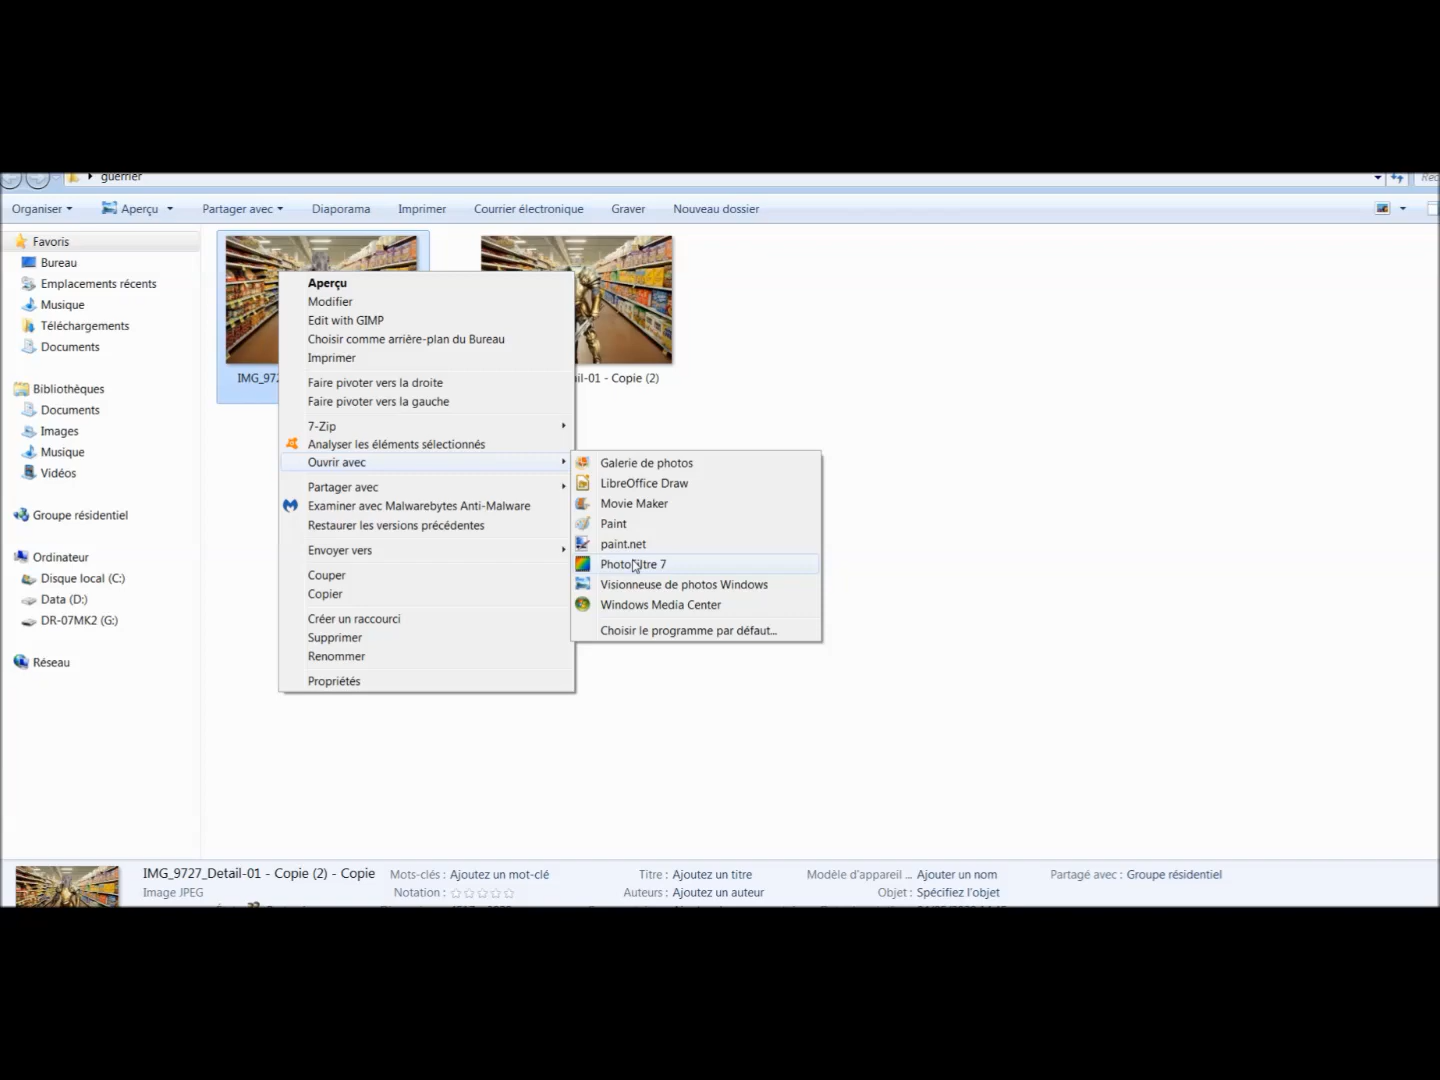 guerrier
Organiser
Aperçu
Partager avec
Diaporama
Imprimer
Courrier électronique
Graver
Nouveau dossier
Favoris
Bureau
Emplacements récents
Musique
Téléchargements
Documents
Bibliothèques
Documents
Images
Musique
Vidéos
Groupe résidentiel
Ordinateur
Disque local (C:)
Data (D:)
DR-07MK2 (G:)
Réseau
Aperçu
Modifier
Edit with GIMP
Choisir comme arrière-plan du Bureau
Imprimer
Faire pivoter vers la droite
Faire pivoter vers la gauche
7-Zip
Analyser les éléments sélectionnés
Ouvrir avec
Partager avec
Examiner avec Malwarebytes Anti-Malware
Restaurer les versions précédentes
Envoyer vers
Couper
Copier
Créer un raccourci
Supprimer
Renommer
Propriétés
Galerie de photos
LibreOffice Draw
Movie Maker
Paint
paint.net
PhotoFiltre 7
Visionneuse de photos Windows
Windows Media Center
Choisir le programme par défaut...
il-01 - Copie (2)
IMG_9727_Detail-01 - Copie (2) - Copie
Image JPEG
Mots-clés : Ajoutez un mot-clé
Notation :
Titre : Ajoutez un titre
Auteurs : Ajoutez un auteur
Modèle d'appareil ... Ajouter un nom
Objet : Spécifiez l'objet
Partagé avec : Groupe résidentiel